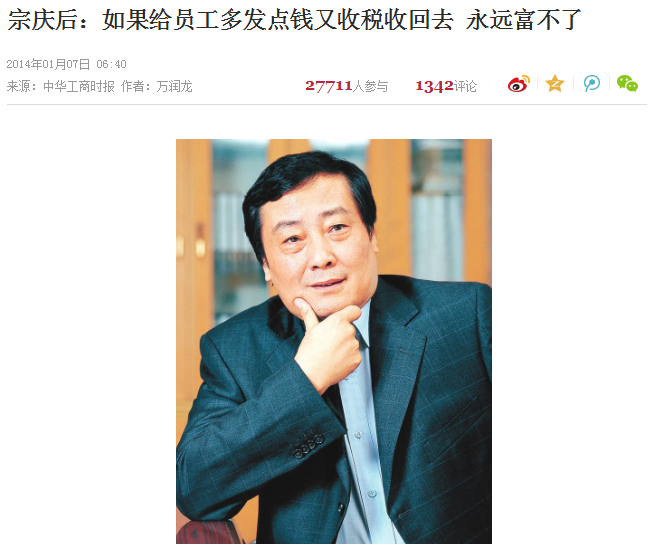 宗庆后：如果给员工多发点钱又收税收回去 永远富不了
2014年01月07日 06:40
来源：中华工商时报 作者：万润龙 27711人参与 1342评论